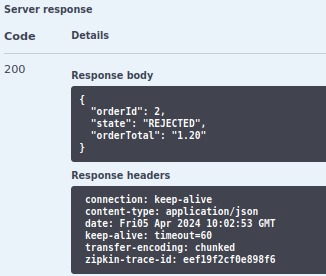 Server response
Code Details
200
Response body
{
"orderId": 2,
"state": "REJECTED",
"orderTotal": "1.20"
}
Response headers
connection: keep-alive
content-type: application/json
date: Fri05 Apr 2024 10:02:53 GMT
keep-alive: timeout=60
transfer-encoding: chunked
zipkin-trace-id: eef19f2cf0e898f6